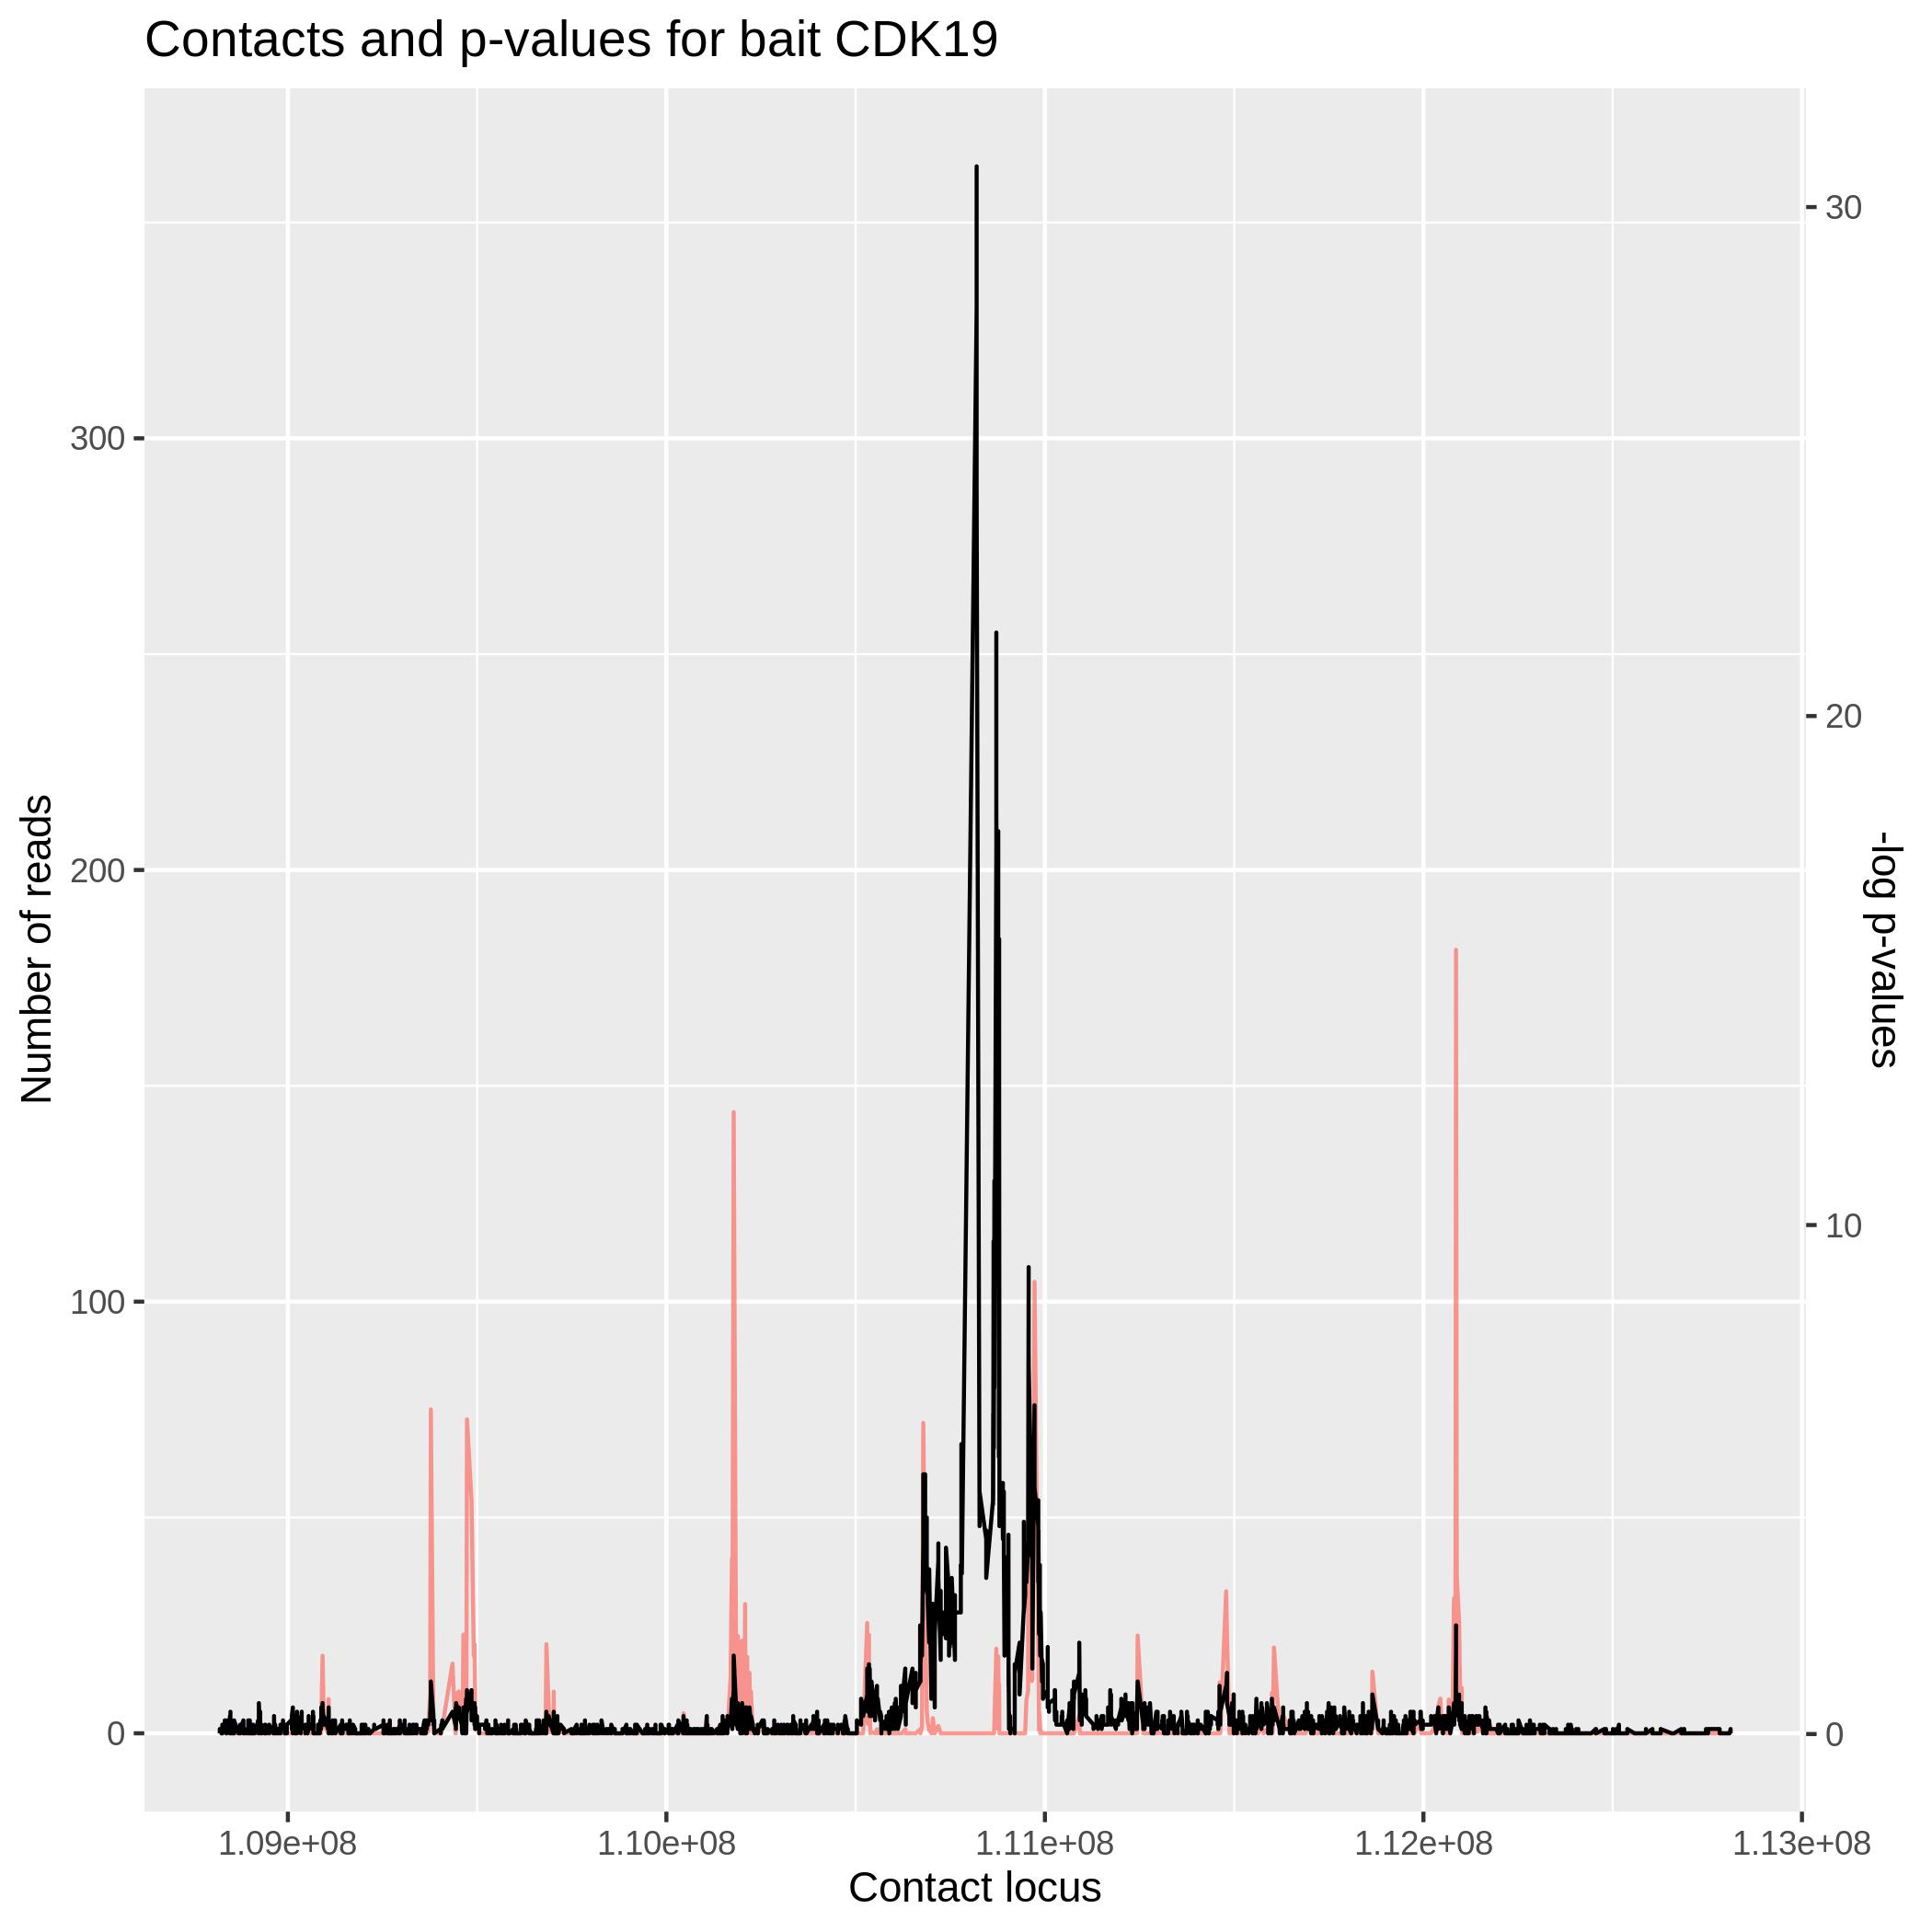 Contacts and p-values for bait CDK19
Number of reads
300
200
100
0
30
20
10
0
-log p-values
1.09e+08
1.10e+08
1.11e+08
1.12e+08
1.13e+08
Contact locus